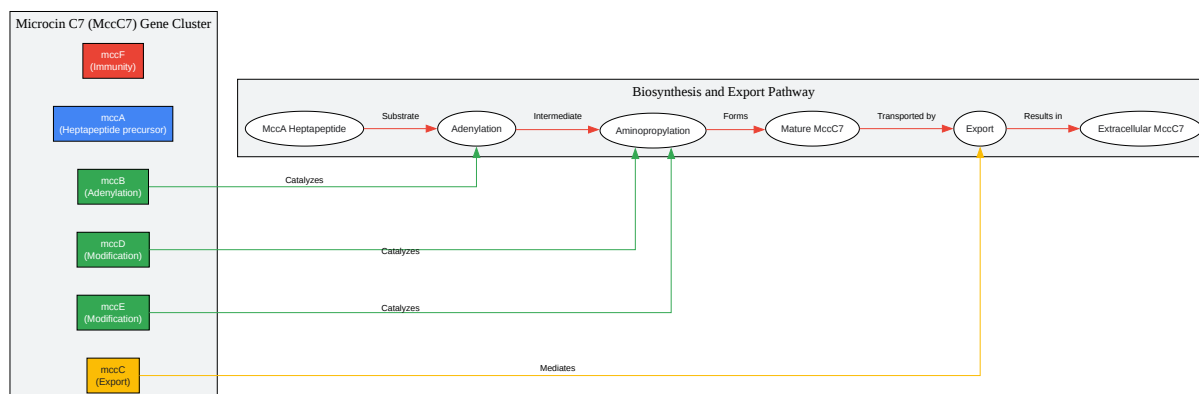 Microcin C7 (MccC7) Gene Cluster
mccF
(Immunity)
mccA
(Heptapeptide precursor)
mccB
(Adenylation)
mccD
(Modification)
mccE
(Modification)
mccC
(Export)
Biosynthesis and Export Pathway
MccA Heptapeptide
Substrate
Adenylation
Intermediate
Aminopropylation
Forms
Mature MccC7
Transported by
Export
Results in
Extracellular MccC7
Catalyzes
Catalyzes
Catalyzes
Mediates